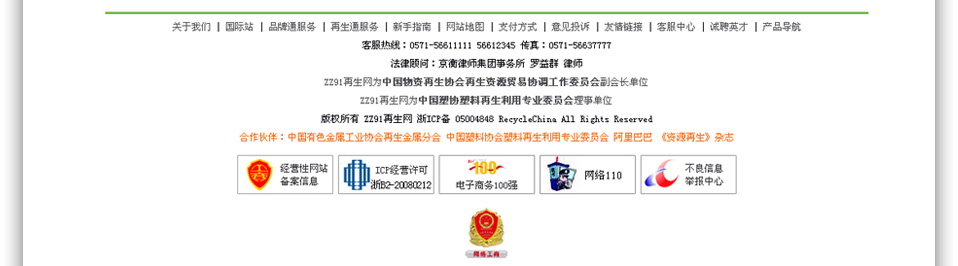 关于我们 | 国际站 | 品牌通服务 | 再生通服务 | 新手指南 | 网站地图 | 支付方式 | 意见投诉 | 友情链接 | 客服中心 | 诚聘英才 | 产品导航
客服热线：0571-56611111 56612345 传真：0571-56637777
法律顾问：京衡律师集团事务所 罗益群 律师
ZZ91再生网为中国物资再生协会再生资源贸易协调工作委员会副会长单位
ZZ91再生网为中国塑协塑料再生利用专业委员会理事单位
版权所有 ZZ91再生网 浙ICP备 05004848 RecycleChina All Rights Reserved
合作伙伴：中国有色金属工业协会再生金属分会 中国塑料协会塑料再生利用专业委员会 阿里巴巴 《资源再生》杂志
经营性网站
备案信息
ICP经营许可
浙B2-20080212
100
电子商务100强
网络110
不良信息
举报中心
网络工商